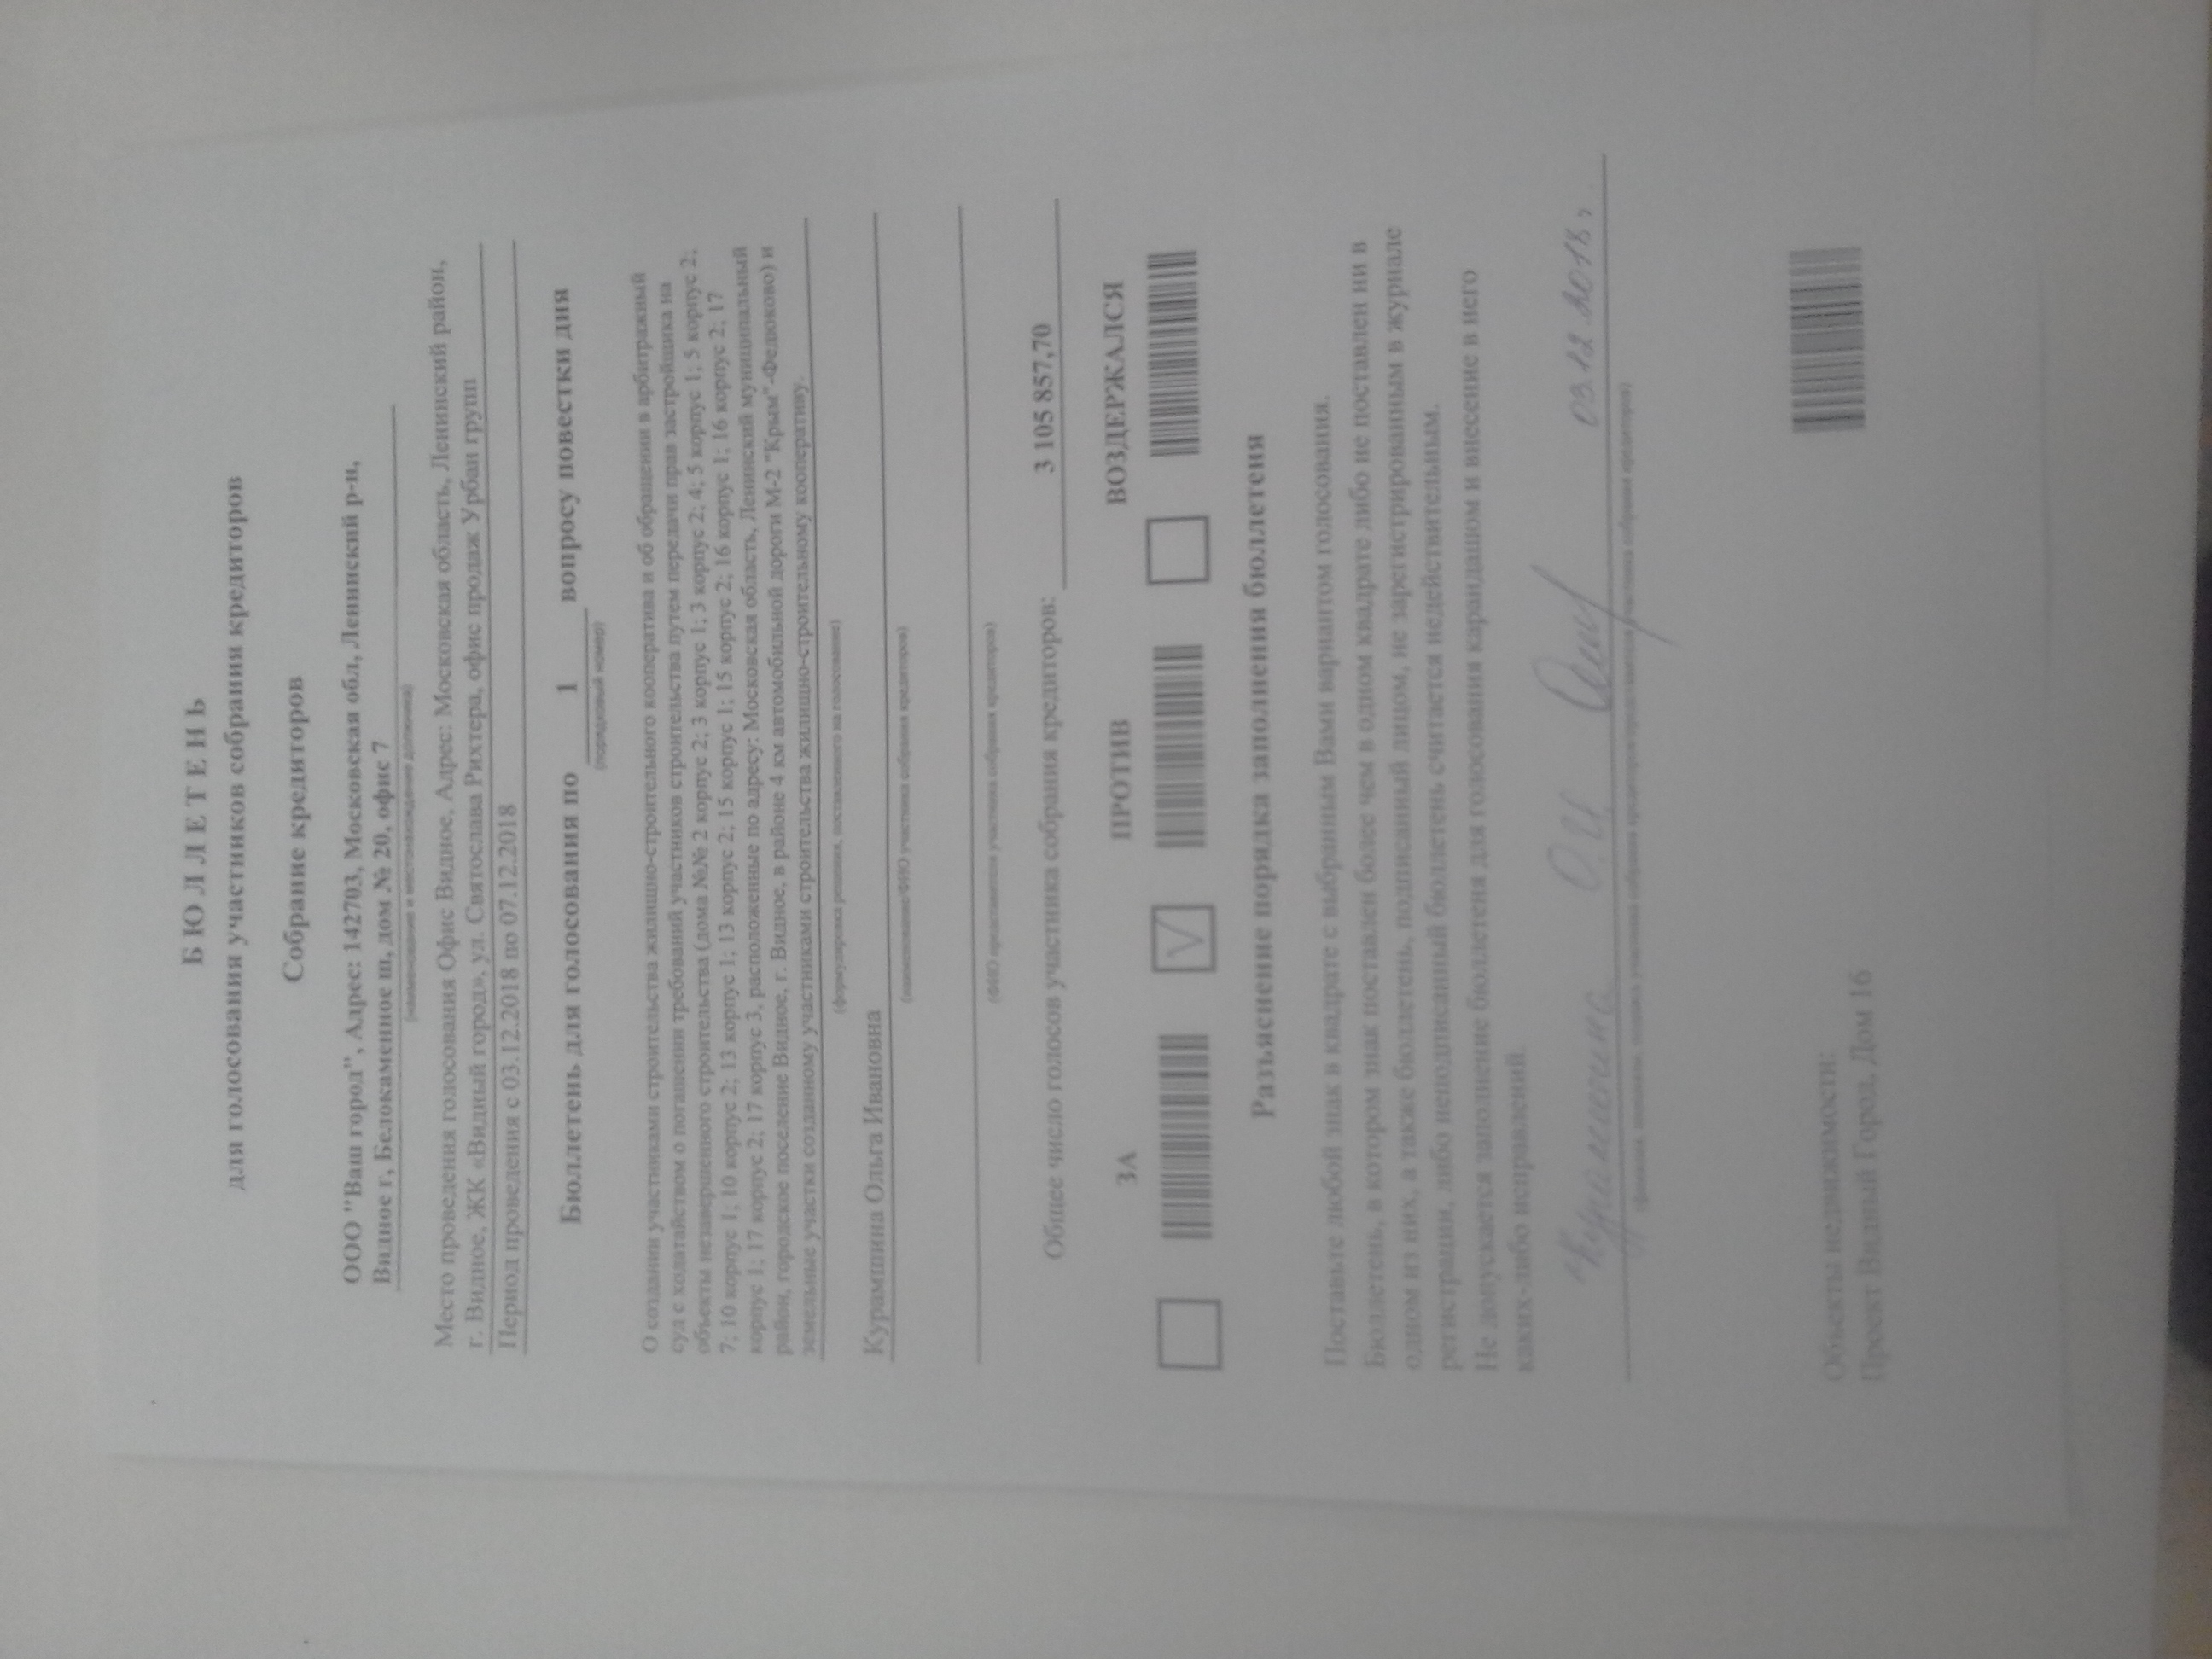 БЮЛЛЕТЕНЬ
для голосования участников собрания кредиторов
Собрание кредиторов
ООО "Ваш город", Адрес: 142703, Московская обл, Ленинский р-н,
Видное г, Белокаменное ш, дом № 20, офис 7
(наименование и местонахождение должника)
Место проведения голосования Офис Видное, Адрес: Московская область, Ленинский район,
г. Видное, ЖК «Видный город», ул. Святослава Рихтера, офис продаж Урбан групп
Период проведения с 03.12.2018 по 07.12.2018
Бюллетень для голосования по 1 вопросу повестки дня
(порядковый номер)
О создании участниками строительства жилищно-строительного кооператива и об обращении в арбитражный
суд с ходатайством о погашении требований участников строительства путем передачи прав застройщика на
объекты незавершенного строительства (дома №№ 2 корпус 2; 3 корпус 1; 3 корпус 2; 4; 5 корпус 1; 5 корпус 2;
7; 10 корпус 1; 10 корпус 2; 13 корпус 1; 13 корпус 2; 15 корпус 1; 15 корпус 2; 16 корпус 1; 16 корпус 2; 17
корпус 1; 17 корпус 2; 17 корпус 3, расположенные по адресу: Московская область, Ленинский муниципальный
район, городское поселение Видное, г. Видное, в районе 4 км автомобильной дороги М-2 "Крым"-Федюково) и
земельные участки созданному участниками строительства жилищно-строительному кооперативу.
(формулировка решения, поставленного на голосование)
Курамшина Ольга Ивановна
(наименование/ФИО участника собрания кредиторов)
(ФИО представителя участника собрания кредиторов)
Общее число голосов участника собрания кредиторов: 3 105 857,70
ЗА ПРОТИВ ВОЗДЕРЖАЛСЯ
Разъяснение порядка заполнения бюллетеня
Поставьте любой знак в квадрате с выбранным Вами вариантом голосования.
Бюллетень, в котором знак поставлен более чем в одном квадрате либо не поставлен ни в
одном из них, а также бюллетень, подписанный лицом, не зарегистрированным в журнале
регистрации, либо неподписанный бюллетень считается недействительным.
Не допускается заполнение бюллетеня для голосования карандашом и внесение в него
каких-либо исправлений.
Курамшина О.И. 03.12.2018 г.
Объекты недвижимости:
Проект Видный Город, Дом 16